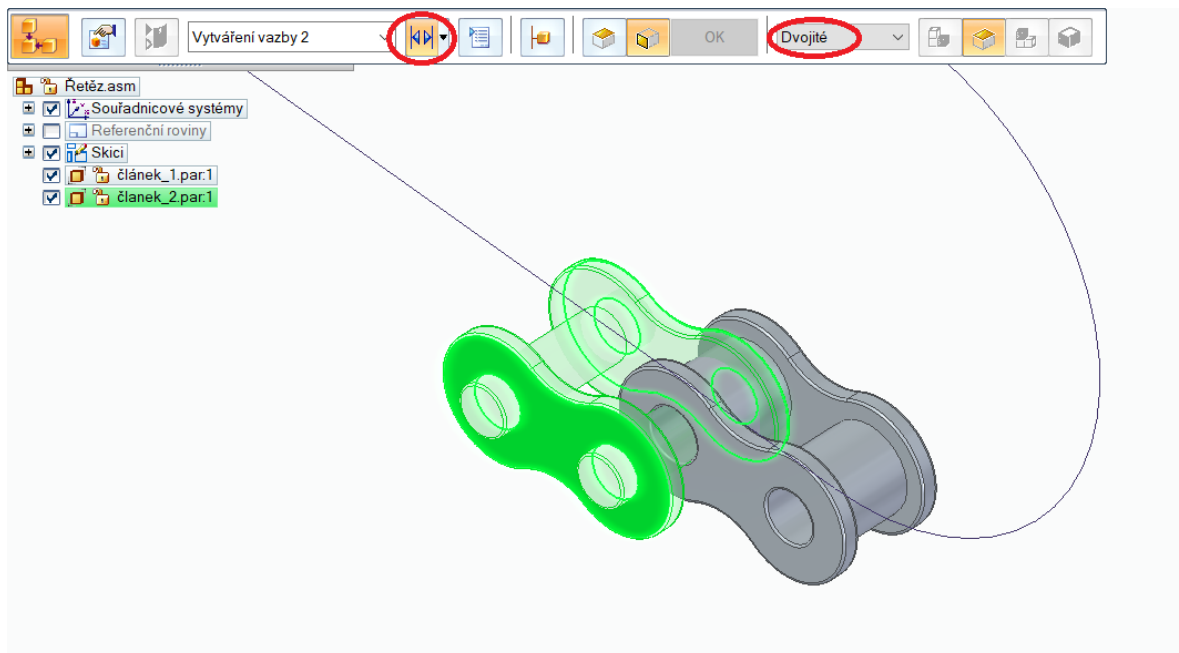 Vytváření vazby 2
OK
Dvojité
Řetěz.asm
Souřadnicové systémy
Referenční roviny
Skici
článek_1.par:1
članek_2.par:1